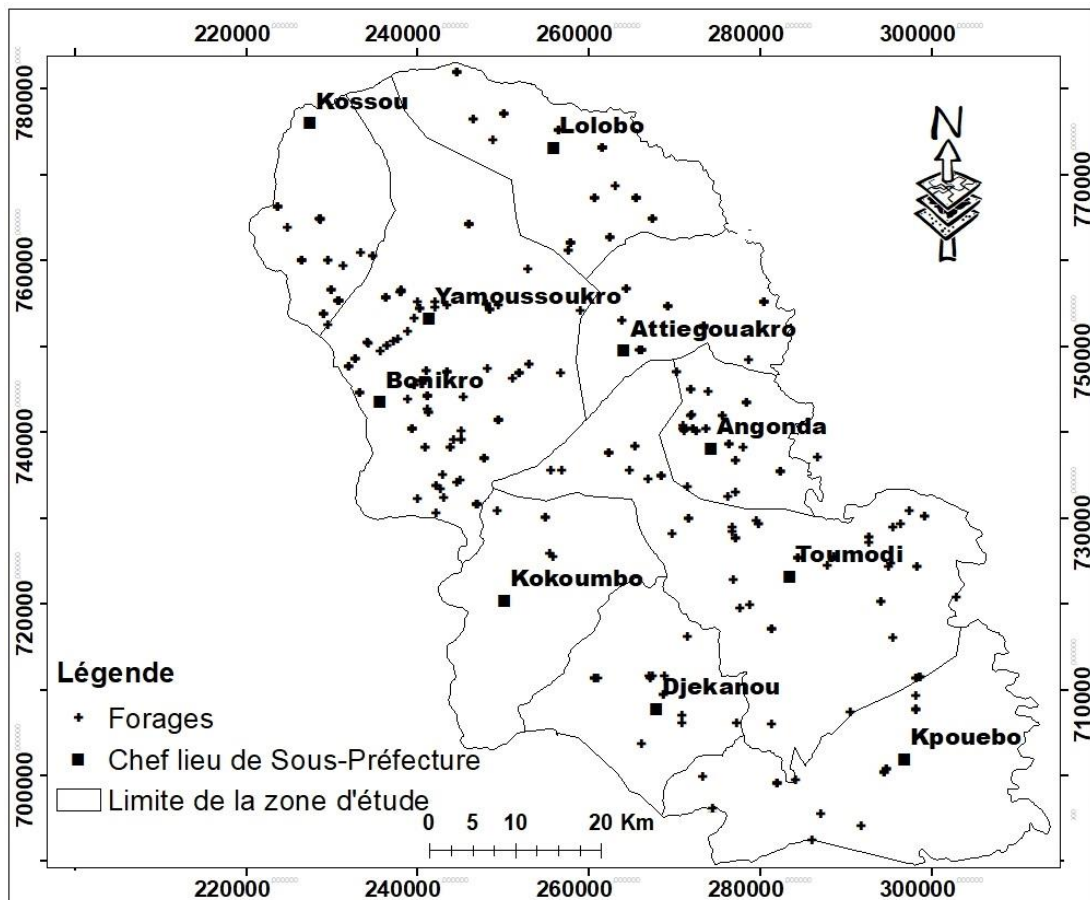 220000 240000 260000 280000 300000
780000
770000
760000
750000
740000
730000
720000
710000
700000
N
Kossou
Lolobo
Yamoussoukro
Attiegouakro
Bonikro
Angonda
Toumodi
Kokoumbo
Djekanou
Kpouebo
Légende
Forages
Chef lieu de Sous-Préfecture
Limite de la zone d'étude
0 5 10 20 Km
220000 240000 260000 280000 300000